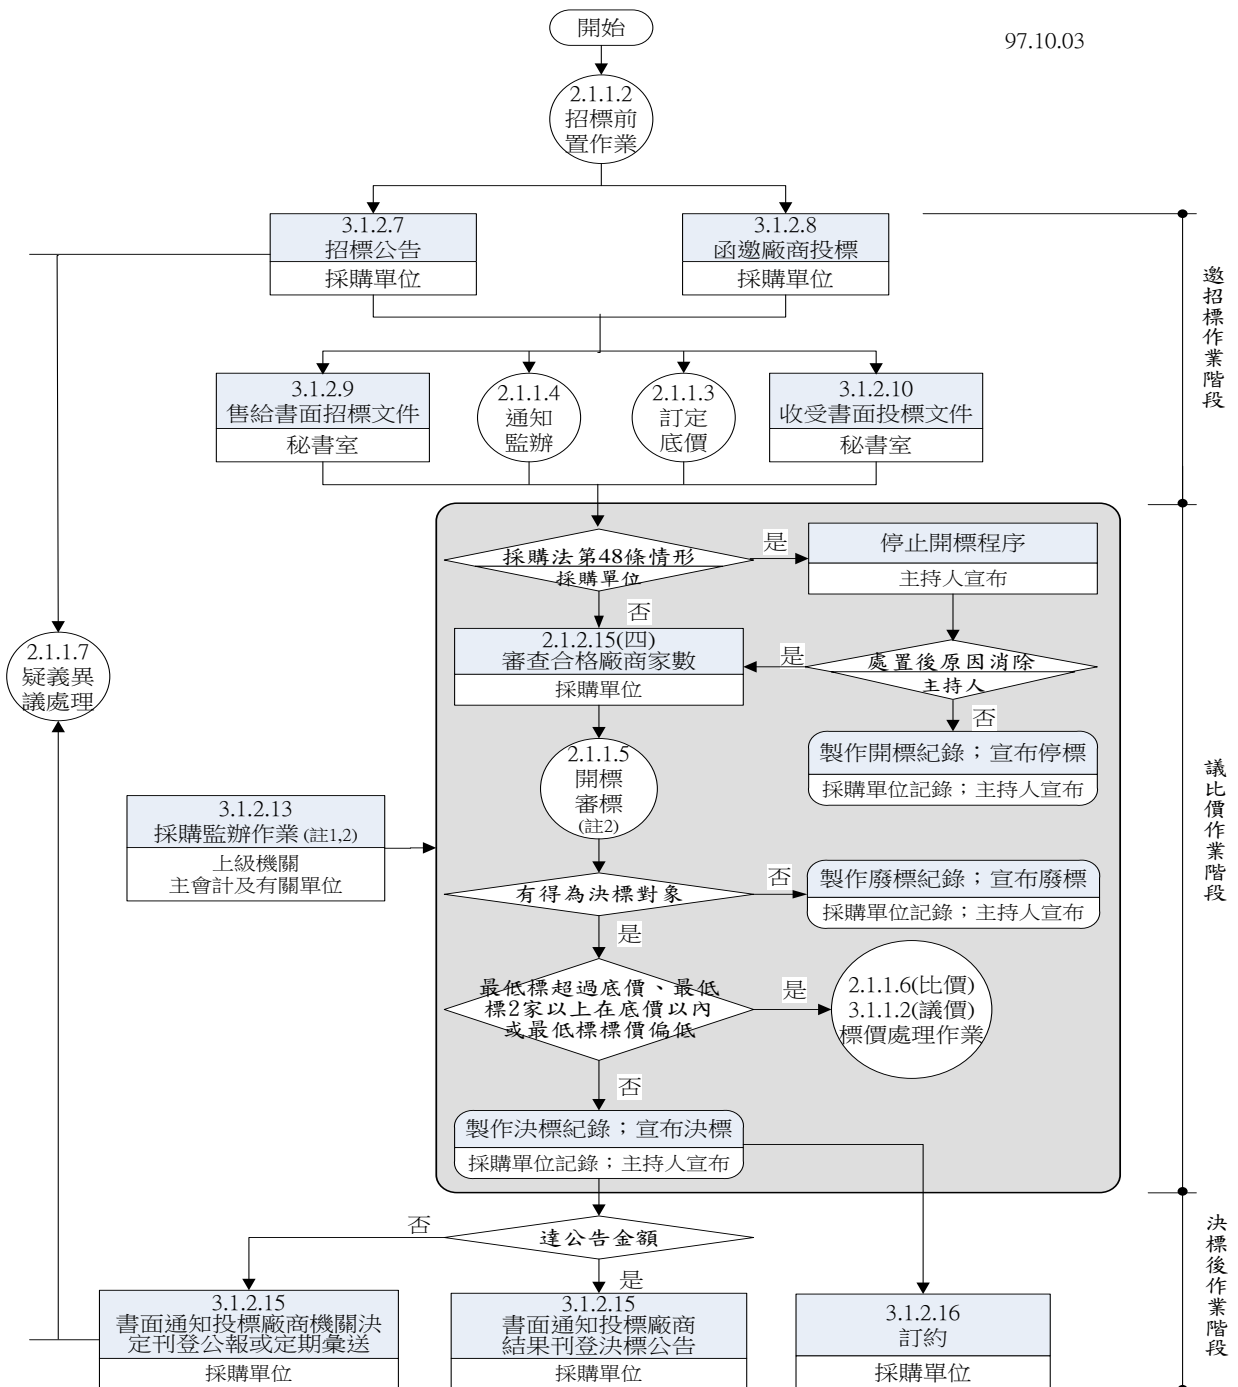 開始
97.10.03
2.1.1.2
招標前
置作業
3.1.2.7
招標公告
採購單位
3.1.2.8
函邀廠商投標
採購單位
邀招標作業階段
3.1.2.9
售給書面招標文件
秘書室
2.1.1.4
通知
監辦
2.1.1.3
訂定
底價
3.1.2.10
收受書面投標文件
秘書室
採購法第48條情形
採購單位
是
停止開標程序
主持人宣布
否
2.1.2.15(四)
審查合格廠商家數
採購單位
是
處置後原因消除
主持人
否
製作開標紀錄；宣布停標
採購單位記錄；主持人宣布
2.1.1.7
疑義異
議處理
2.1.1.5
開標
審標
(註2)
議比價作業階段
3.1.2.13
採購監辦作業(註1,2)
上級機關
主會計及有關單位
有得為決標對象
否
製作廢標紀錄；宣布廢標
採購單位記錄；主持人宣布
是
最低標超過底價、最低
標2家以上在底價以內
或最低標標價偏低
是
2.1.1.6(比價)
3.1.1.2(議價)
標價處理作業
否
製作決標紀錄；宣布決標
採購單位記錄；主持人宣布
達公告金額
否
是
決標後作業階段
3.1.2.15
書面通知投標廠商機關決
定刊登公報或定期彙送
採購單位
3.1.2.15
書面通知投標廠商
結果刊登決標公告
採購單位
3.1.2.16
訂約
採購單位